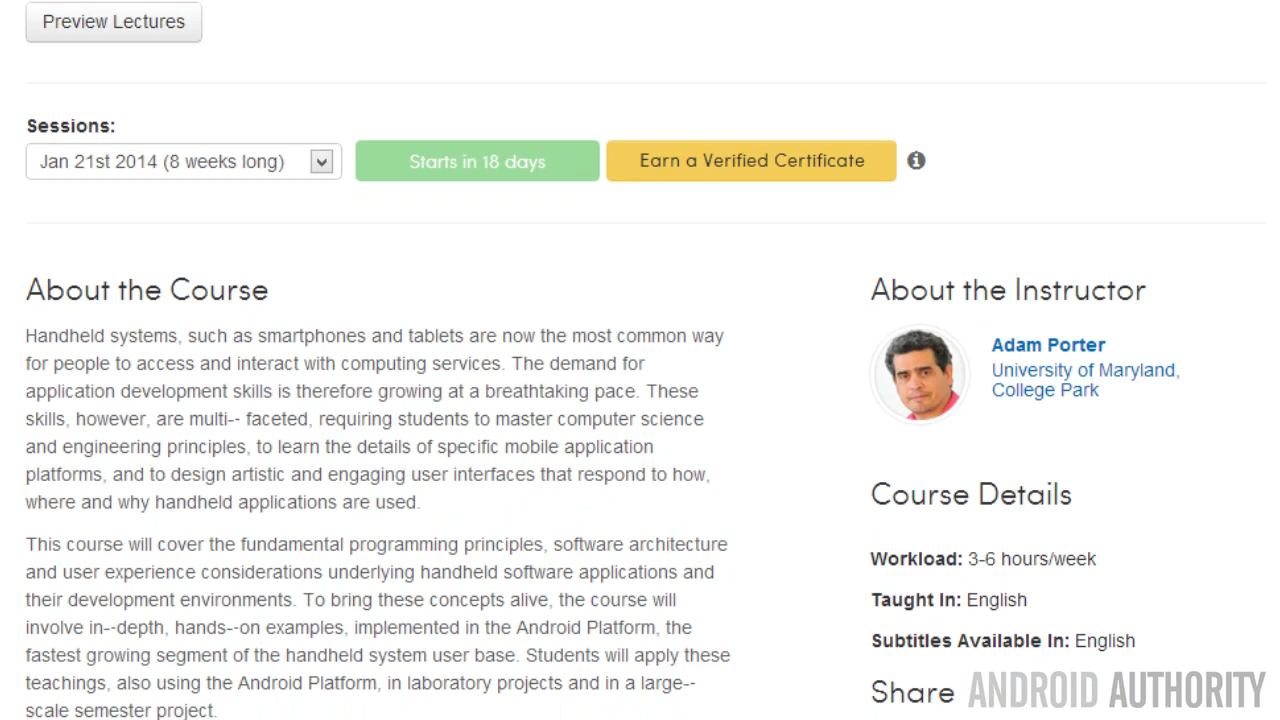 Preview Lectures
Sessions:
Jan 21st 2014 (8 weeks long)
Starts in 18 days
Earn a Verified Certificate
About the Course
Handheld systems, such as smartphones and tablets are now the most common way
for people to access and interact with computing services. The demand for
application development skills is therefore growing at a breathtaking pace. These
skills, however, are multi-- faceted, requiring students to master computer science
and engineering principles, to learn the details of specific mobile application
platforms, and to design artistic and engaging user interfaces that respond to how,
where and why handheld applications are used.
This course will cover the fundamental programming principles, software architecture
and user experience considerations underlying handheld software applications and
their development environments. To bring these concepts alive, the course will
involve in--depth, hands--on examples, implemented in the Android Platform, the
fastest growing segment of the handheld system user base. Students will apply these
teachings, also using the Android Platform, in laboratory projects and in a large--
scale semester project.
About the Instructor
Adam Porter
University of Maryland,
College Park
Course Details
Workload: 3-6 hours/week
Taught In: English
Subtitles Available In: English
Share
ANDROID AUTHORITY